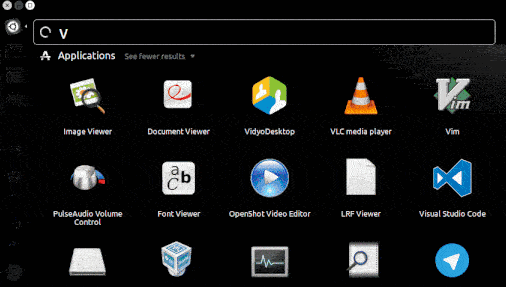 V
Applications See fewer results
Image Viewer Document Viewer VidyoDesktop VLC media player Vim
PulseAudio Volume Font Viewer OpenShot Video Editor LRF Viewer Visual Studio Code
Control